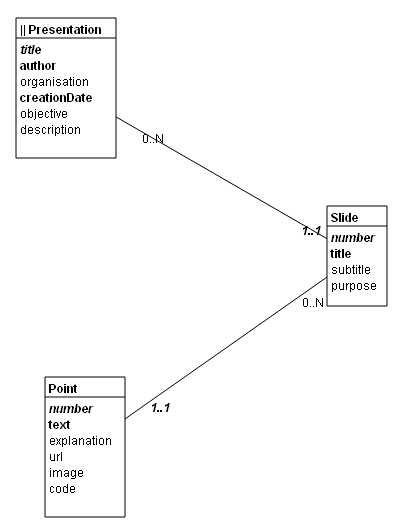 || Presentation
title
author
organisation
creationDate
objective
description
0..N
1..1
Slide
number
title
subtitle
purpose
0..N
Point
number
text
explanation
url
image
code
1..1